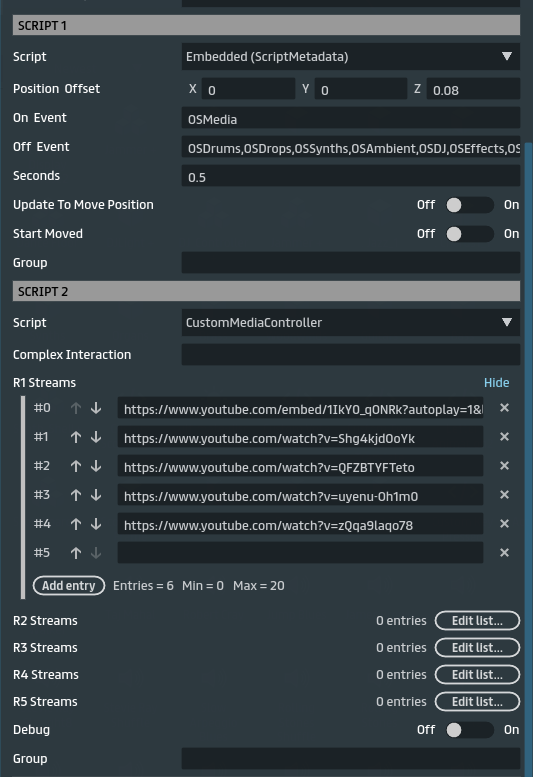 SCRIPT 1
Script Embedded (ScriptMetadata)
Position Offset X 0 Y 0 Z 0.08
On Event OSMedia
Off Event OSDrums,OSDrops,OSSynths,OSAmbient,OSDJ,OSEffects,OS
Seconds 0.5
Update To Move Position Off On
Start Moved Off On
Group
SCRIPT 2
Script CustomMediaController
Complex Interaction
R1 Streams Hide
#0 https://www.youtube.com/embed/1IkY0_qONRk?autoplay=1&
#1 https://www.youtube.com/watch?v=Shg4kjdOoYk
#2 https://www.youtube.com/watch?v=QFZBTYFTeto
#3 https://www.youtube.com/watch?v=uyenu-0h1m0
#4 https://www.youtube.com/watch?v=zQqa9laqo78
#5
Add entry Entries = 6 Min = 0 Max = 20
R2 Streams 0 entries Edit list...
R3 Streams 0 entries Edit list...
R4 Streams 0 entries Edit list...
R5 Streams 0 entries Edit list...
Debug Off On
Group